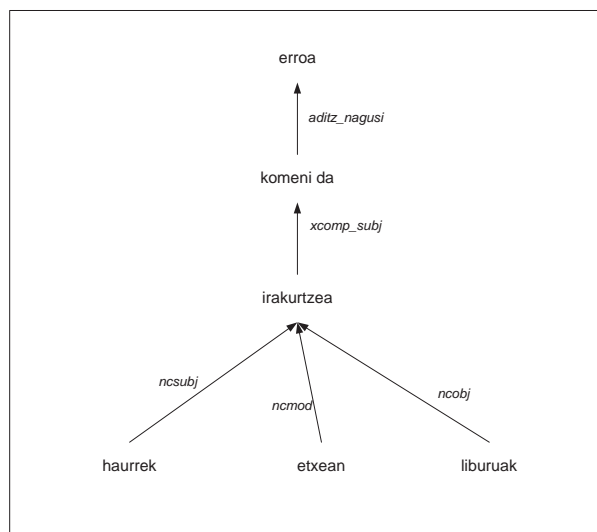 erroa
aditz_nagusi
komeni da
xcomp_subj
irakurtzea
ncsubj
ncmod
ncobj
haurrek etxean liburuak